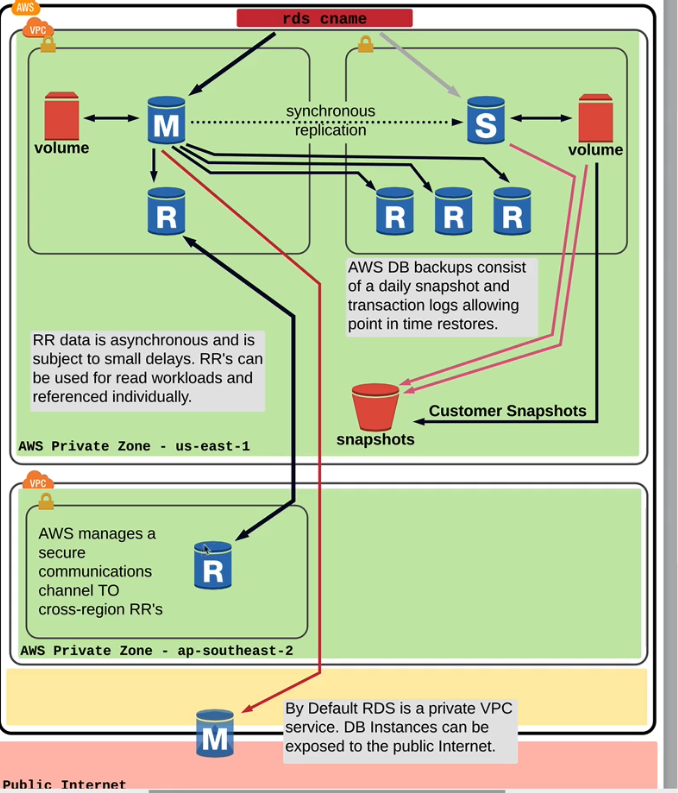 AWS
rds cname
VPC
synchronous
replication
M
S
volume
volume
R
R
R
R
AWS DB backups consist
of a daily snapshot and
transaction logs allowing
point in time restores.
RR data is asynchronous and is
subject to small delays. RR's can
be used for read workloads and
referenced individually.
Customer Snapshots
snapshots
AWS Private Zone - us-east-1
VPC
AWS manages a
secure
communications
channel TO
cross-region RR's
R
AWS Private Zone - ap-southeast-2
By Default RDS is a private VPC
service. DB Instances can be
exposed to the public Internet.
M
Public Internet